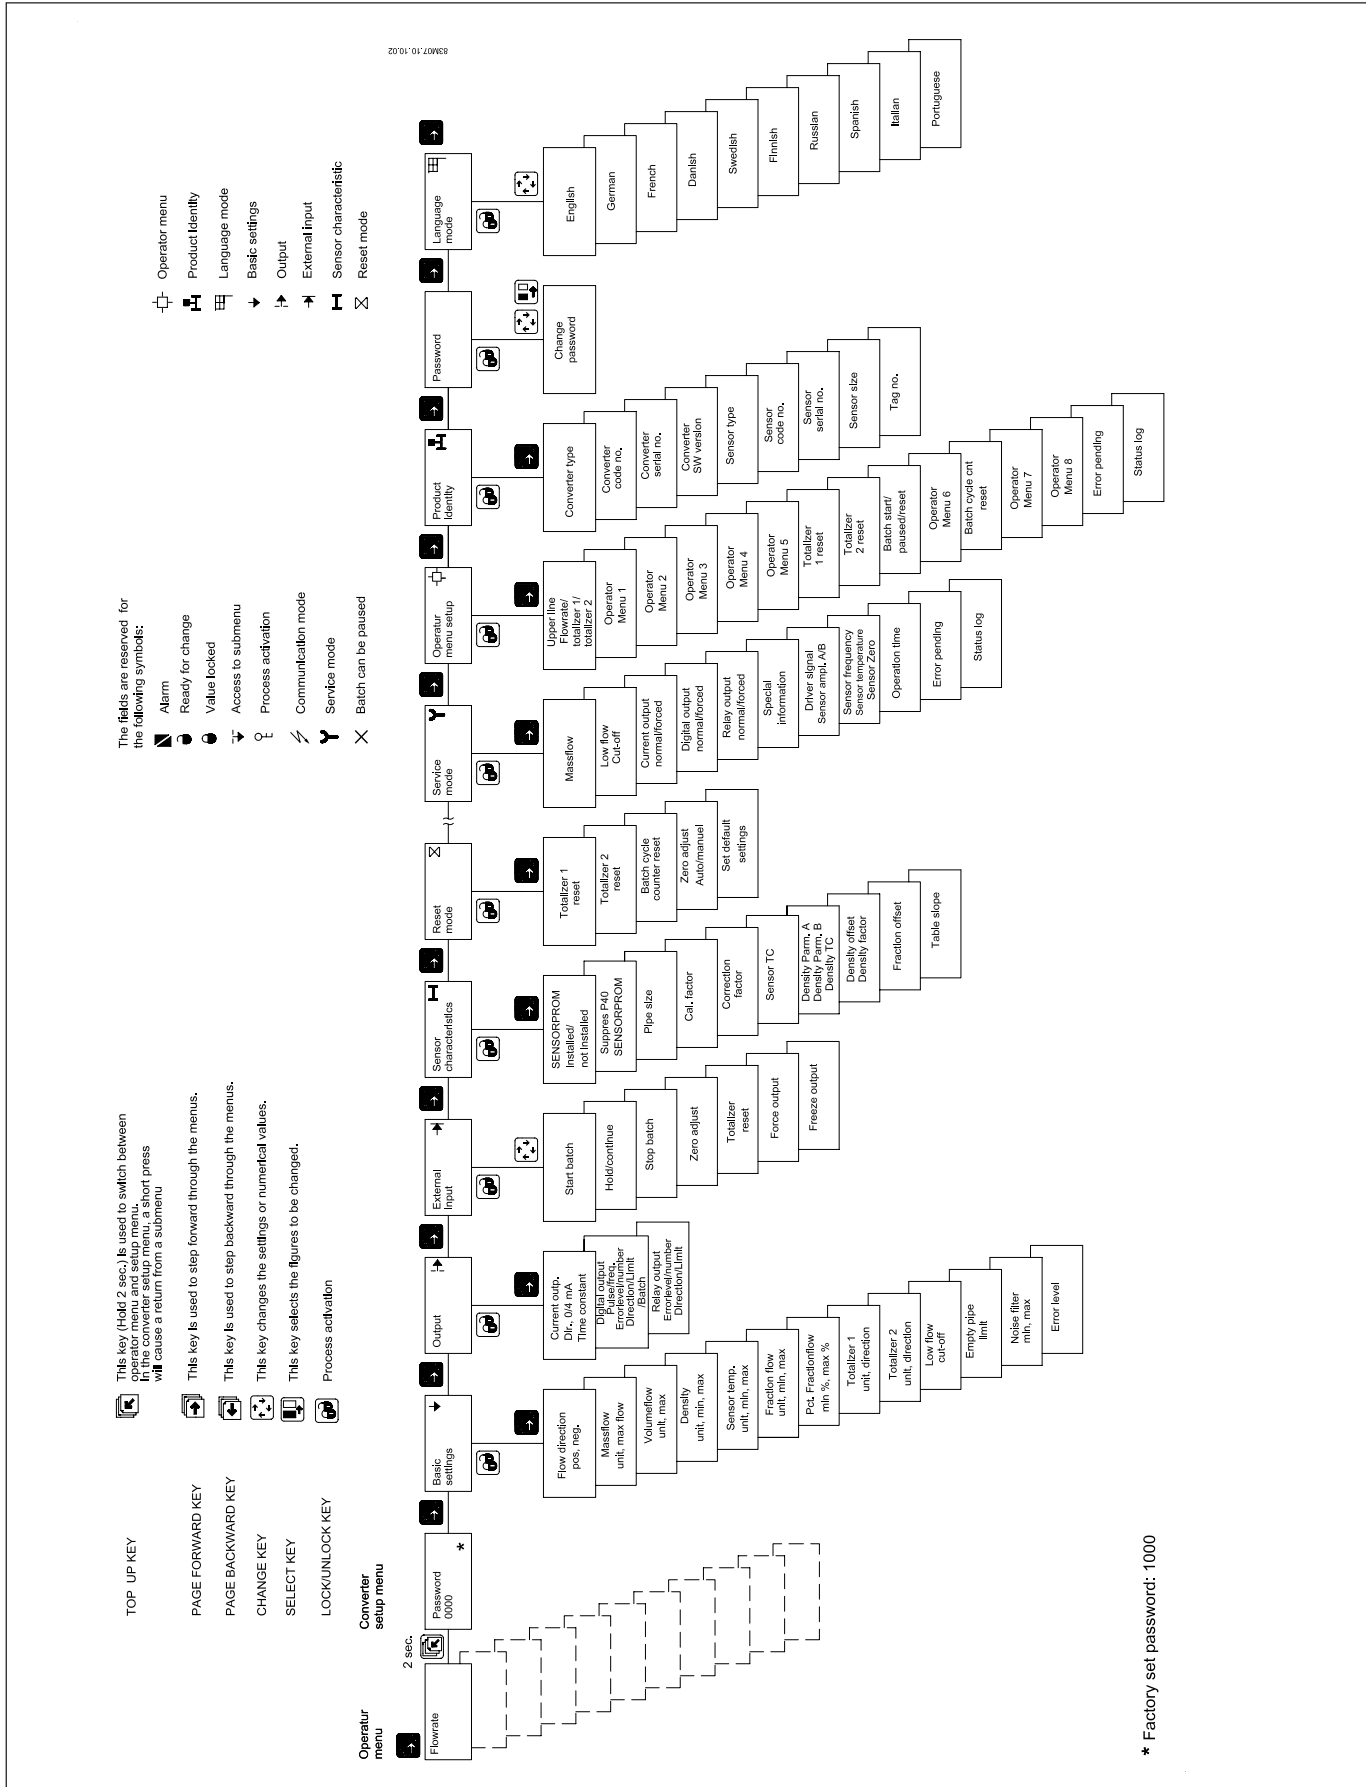 83M07.10.10.02
TOP UP KEY
This key (Hold 2 sec.) is used to switch between
operator menu and setup menu.
In the converter setup menu, a short press
will cause a return from a submenu
PAGE FORWARD KEY
This key is used to step forward through the menus.
PAGE BACKWARD KEY
This key is used to step backward through the menus.
CHANGE KEY
This key changes the settings or numerical values.
SELECT KEY
This key selects the figures to be changed.
LOCK/UNLOCK KEY
Process activation
The fields are reserved for
the following symbols:
Alarm
Ready for change
Value locked
Access to submenu
Process activation
Communication mode
Service mode
Batch can be paused
Operator menu
Product Identity
Language mode
Basic settings
Output
External input
Sensor characteristic
Reset mode
Operatur
menu
Flowrate
2 sec.
Converter
setup menu
Password
0000
*
Basic
settings
Flow direction
pos, neg.
Massflow
unit, max flow
Volumeflow
unit, max
Density
unit, min, max
Sensor temp.
unit, min, max
Fraction flow
unit, min, max
Pct. Fractionflow
min %, max %
Totalizer 1
unit, direction
Totalizer 2
unit, direction
Low flow
cut-off
Empty pipe
limit
Noise filter
min, max
Error level
Output
Current outp.
Dir., 0/4 mA
Time constant
Digital output
Pulse/freq.
Errorlevel/number
Direction/Limit
/Batch
Relay output
Errorlevel/number
Direction/Limit
External
Input
Start batch
Hold/continue
Stop batch
Zero adjust
Totalizer
reset
Force output
Freeze output
Sensor
characteristics
SENSORPROM
Installed/
not Installed
Suppres P40
SENSORPROM
Pipe size
Cal. factor
Correction
factor
Sensor TC
Density Parm. A
Density Parm. B
Density TC
Density offset
Density factor
Fraction offset
Table slope
Reset
mode
Totalizer 1
reset
Totalizer 2
reset
Batch cycle
counter reset
Zero adjust
Auto/manuel
Set default
settings
Service
mode
Massflow
Low flow
Cut-off
Current output
normal/forced
Digital output
normal/forced
Relay output
normal/forced
Special
information
Driver signal
Sensor ampl. A/B
Sensor frequency
Sensor temperature
Sensor Zero
Operation time
Error pending
Status log
Operatur
menu setup
Upper line
Flowrate/
totalizer 1/
totalizer 2
Operator
Menu 1
Operator
Menu 2
Operator
Menu 3
Operator
Menu 4
Operator
Menu 5
Totalizer
1 reset
Totalizer
2 reset
Batch start/
paused/reset
Operator
Menu 6
Batch cycle cnt
reset
Operator
Menu 7
Operator
Menu 8
Error pending
Status log
Product
Identity
Converter type
Converter
code no.
Converter
serial no.
Converter
SW version
Sensor type
Sensor
code no.
Sensor
serial no.
Sensor size
Tag no.
Password
Change
password
Language
mode
English
German
French
Danish
Swedish
Finnish
Russian
Spanish
Italian
Portuguese
* Factory set password: 1000